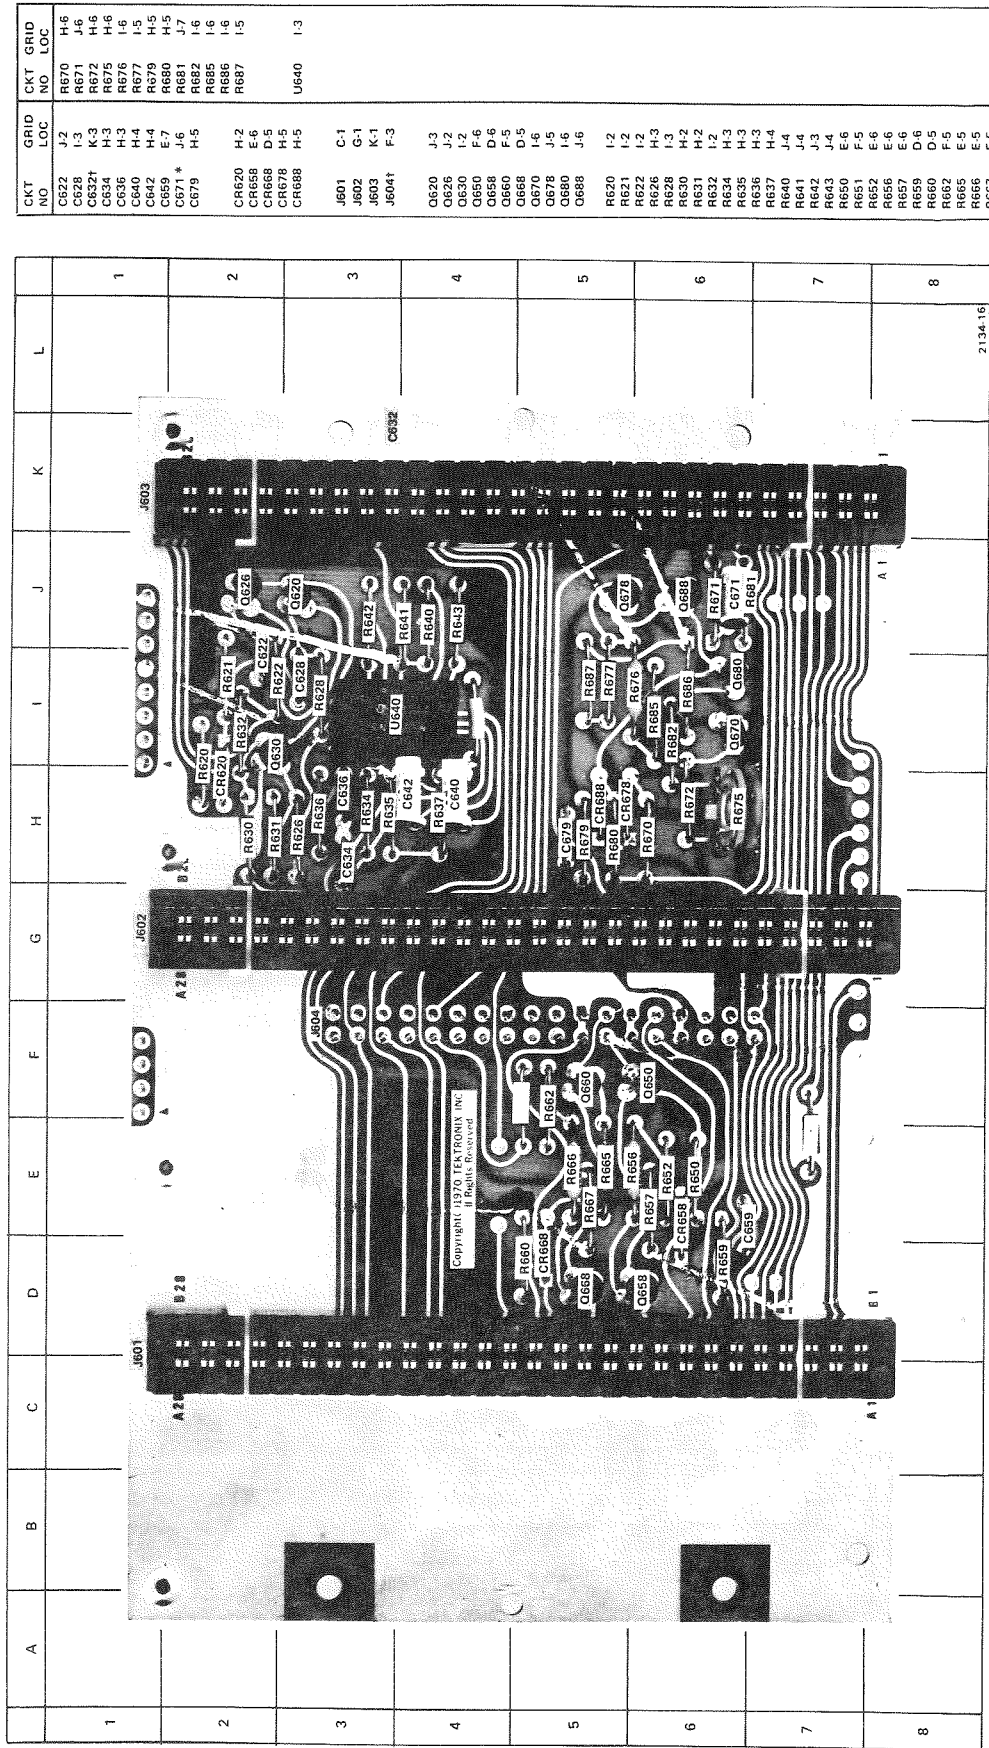 CKT GRID CKT GRID
NO LOC NO LOC
C622 J-2 R670 H-6
C628 I-3 R671 J-6
C632† K-3 R672 H-6
C634 H-3 R675 H-6
C636 H-3 R676 I-6
C640 H-4 R677 I-5
C642 H-4 R679 H-5
C659 E-7 R680 H-5
C671* J-6 R681 J-7
C679 H-5 R682 I-6
R685 I-6
R686 I-6
CR620 H-2 R687 I-5
CR658 E-6
CR668 D-5
CR678 H-5
CR688 H-5 U640 I-3
J601 C-1
J602 G-1
J603 K-1
J604† F-3
Q620 J-3
Q626 J-2
Q630 I-2
Q650 F-6
Q658 D-6
Q660 F-5
Q668 D-5
Q670 I-6
Q678 J-5
Q680 I-6
Q688 J-6
R620 I-2
R621 I-2
R622 I-2
R626 H-3
R628 I-3
R630 H-2
R631 H-2
R632 I-2
R634 H-3
R635 H-3
R636 H-3
R637 H-4
R640 J-4
R641 J-4
R642 J-3
R643 J-4
R650 E-6
R651 F-5
R652 E-6
R656 E-6
R657 E-6
R659 D-6
R660 D-5
R662 F-5
R665 E-5
R666 E-5
A B C D E F G H I J K L
1 1
2 2
3 3
4 4
5 5
6 6
7 7
8 8
J601
J602
J603
J604
A28
B28
B2L
B2L
A1
B1
A1
1
1
C632
Q626
Q620
R642
R641
R640
R643
R621
C622
R622
C628
R628
U640
R620
CR620
R632
Q630
R630
R631
R626
R636
C636
C634
R634
R635
C642
R637
C640
Q678
Q688
R671
C671
R681
R687
R677
R676
R685
R686
R682
Q680
Q670
C679
R679
CR688
R680
CR678
R670
R672
R675
Copyright(c)1970 TEKTRONIX INC
ll Rights Reserved
R662
Q660
Q650
R666
R665
R667
R656
R657
R652
R650
CR658
C659
R660
CR668
Q668
Q658
R659
2134-16